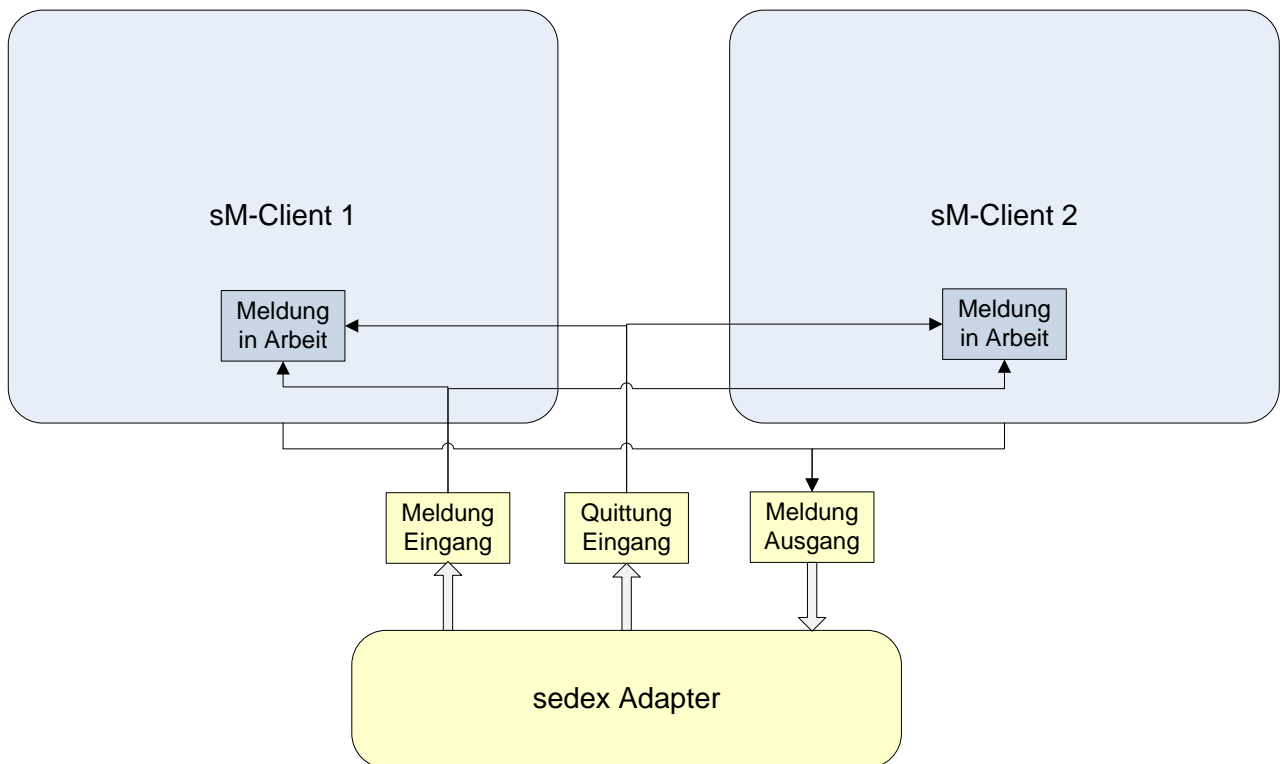 sM-Client 1
sM-Client 2
Meldung
in Arbeit
Meldung
in Arbeit
Meldung
Eingang
Quittung
Eingang
Meldung
Ausgang
sedex Adapter